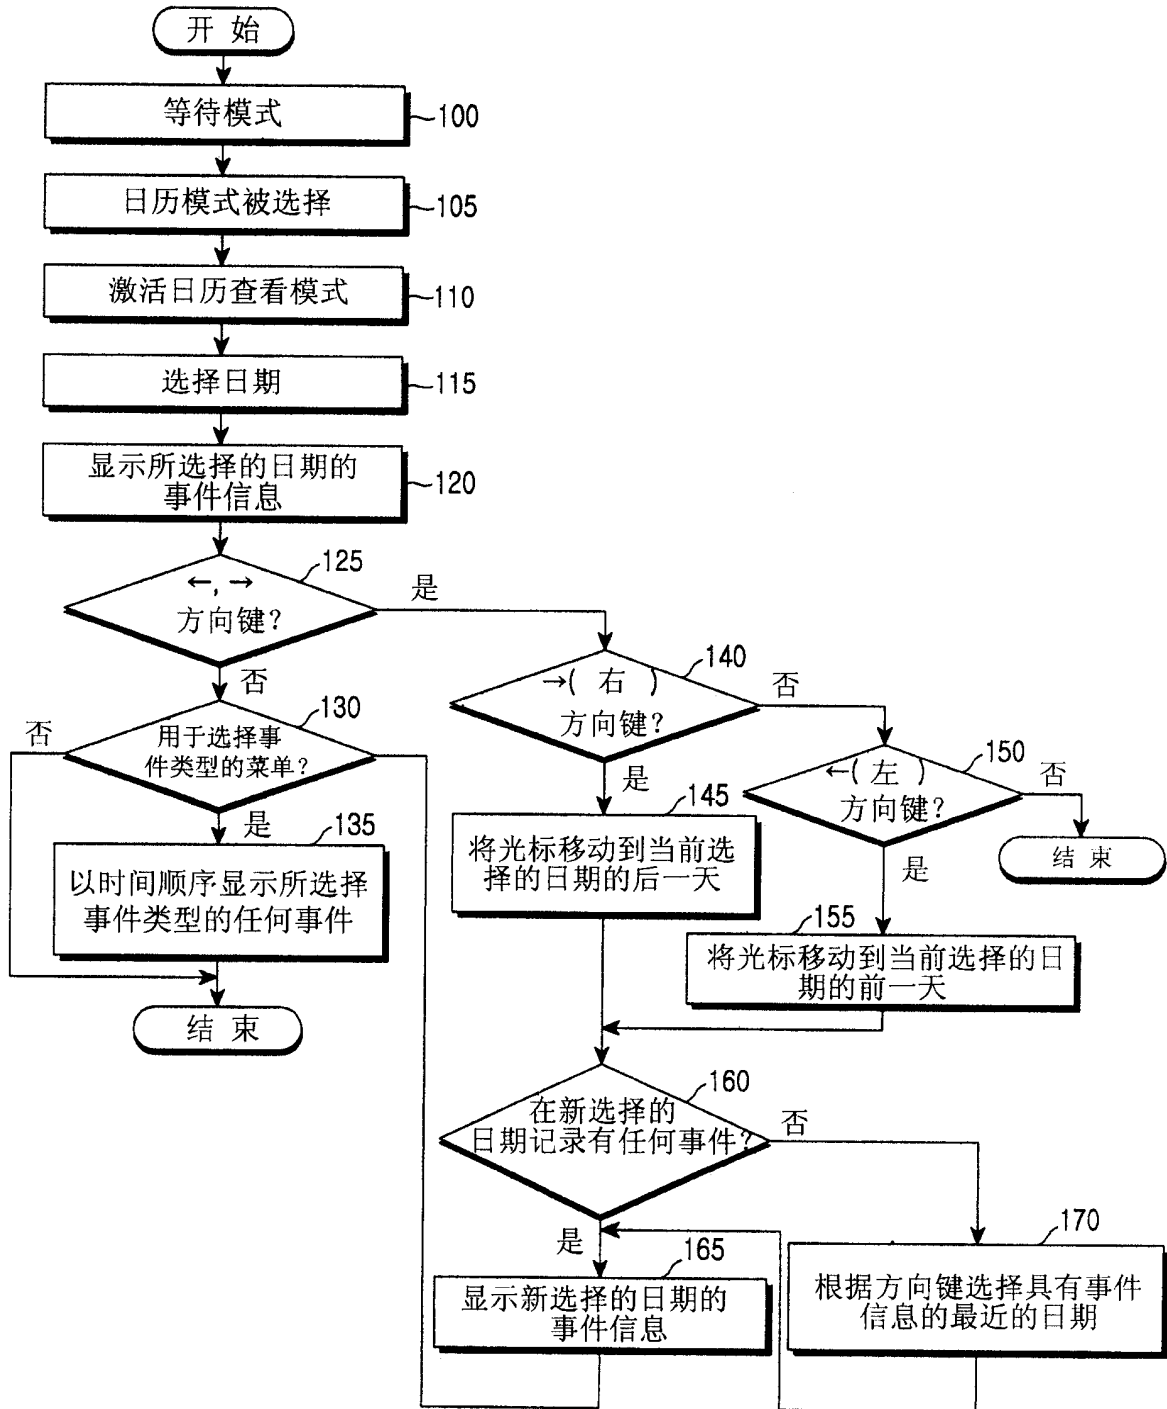 开 始
等待模式
100
日历模式被选择
105
激活日历查看模式
110
选择日期
115
显示所选择的日期的
事件信息
120
←, →
方向键？
125
是
否
→( 右 )
方向键？
140
否
是
用于选择事
件类型的菜单？
130
否
是
←( 左 )
方向键？
150
否
是
结 束
将光标移动到当前选
择的日期的后一天
145
以时间顺序显示所选择
事件类型的任何事件
135
将光标移动到当前选择的日
期的前一天
155
结 束
在新选择的
日期记录有任何事件？
160
否
是
显示新选择的日期的
事件信息
165
根据方向键选择具有事件
信息的最近的日期
170